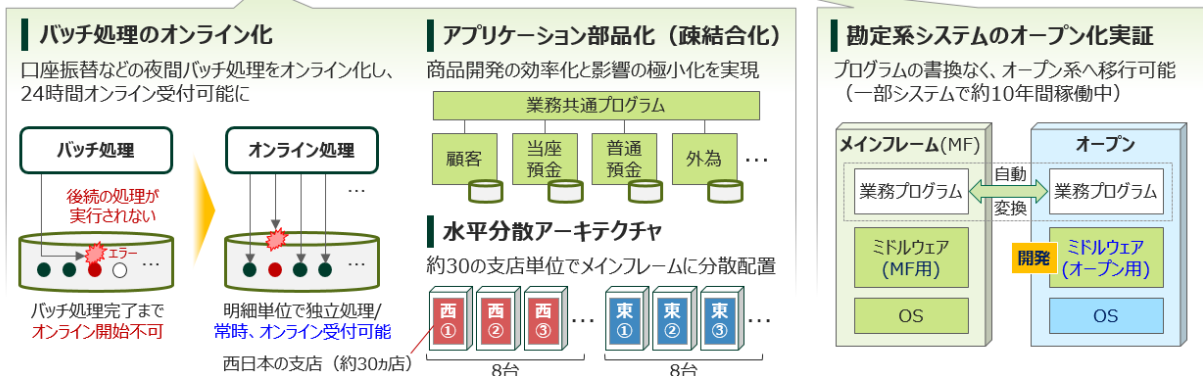 バッチ処理のオンライン化
口座振替などの夜間バッチ処理をオンライン化し、
24時間オンライン受付可能に
バッチ処理
後続の処理が
実行されない
エラー
…
バッチ処理完了まで
オンライン開始不可
オンライン処理
…
…
明細単位で独立処理/
常時、オンライン受付可能
アプリケーション部品化（疎結合化）
商品開発の効率化と影響の極小化を実現
業務共通プログラム
顧客
当座
預金
普通
預金
外為
…
水平分散アーキテクチャ
約30の支店単位でメインフレームに分散配置
西
①
西
②
西
③
…
東
①
東
②
東
③
…
西日本の支店（約30ヵ店）
8台
8台
勘定系システムのオープン化実証
プログラムの書換なく、オープン系へ移行可能
（一部システムで約10年間稼働中）
メインフレーム(MF)
業務プログラム
ミドルウェア
(MF用)
OS
自動
変換
オープン
業務プログラム
開発
ミドルウェア
(オープン用)
OS